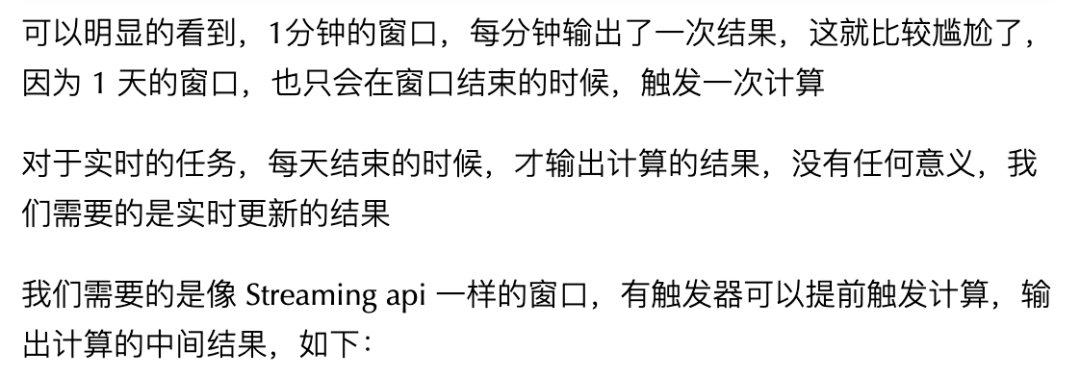 可以明显的看到，1分钟的窗口，每分钟输出了一次结果，这就比较尴尬了，
因为 1 天的窗口，也只会在窗口结束的时候，触发一次计算
对于实时的任务，每天结束的时候，才输出计算的结果，没有任何意义，我
们需要的是实时更新的结果
我们需要的是像 Streaming api 一样的窗口，有触发器可以提前触发计算，输
出计算的中间结果，如下：